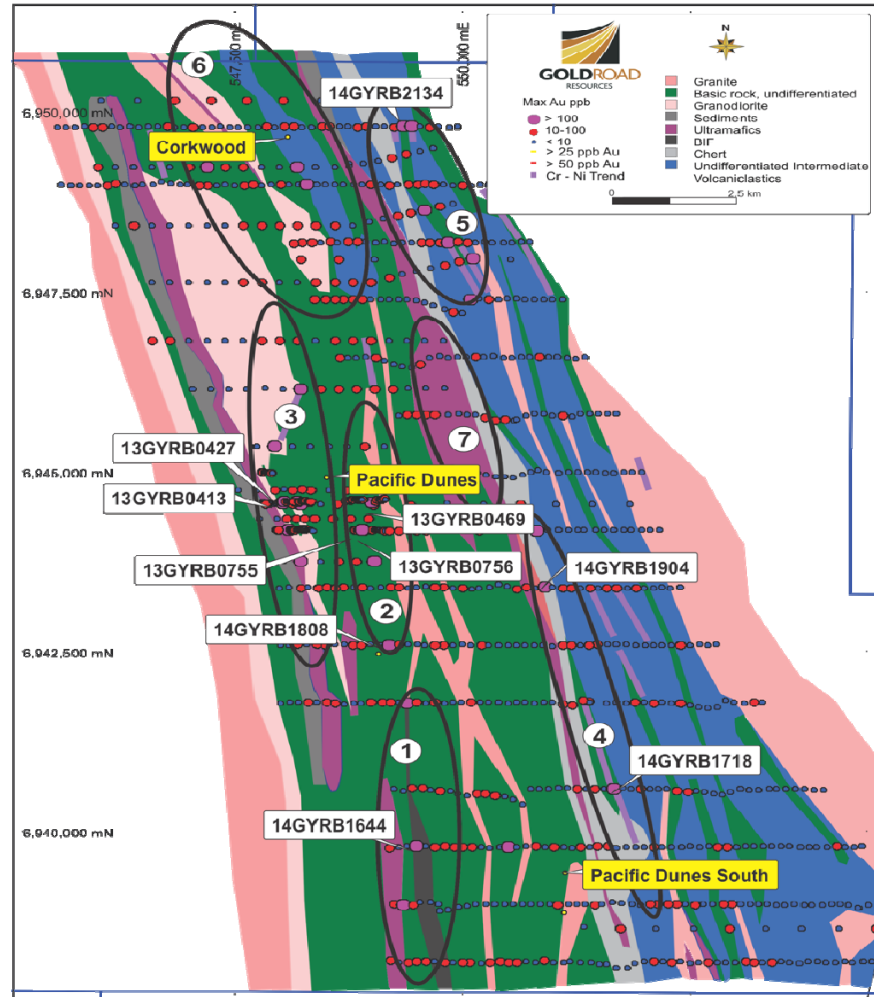 547,500 mE
550,000 mE
N
GOLDROAD
RESOURCES
Max Au ppb
> 100
10-100
< 10
> 25 ppb Au
> 50 ppb Au
Cr - Ni Trend
Granite
Basic rock, undifferentiated
Granodiorite
Sediments
Ultramafics
BIF
Chert
Undifferentiated Intermediate
Volcaniclastics
0
2.5 km
6
14GYRB2134
6,950,000 mN
Corkwood
5
6,947,500 mN
3
7
13GYRB0427
6,945,000 mN
Pacific Dunes
13GYRB0413
13GYRB0469
13GYRB0755
13GYRB0756
14GYRB1904
2
14GYRB1808
6,942,500 mN
1
4
14GYRB1718
14GYRB1644
6,940,000 mN
Pacific Dunes South